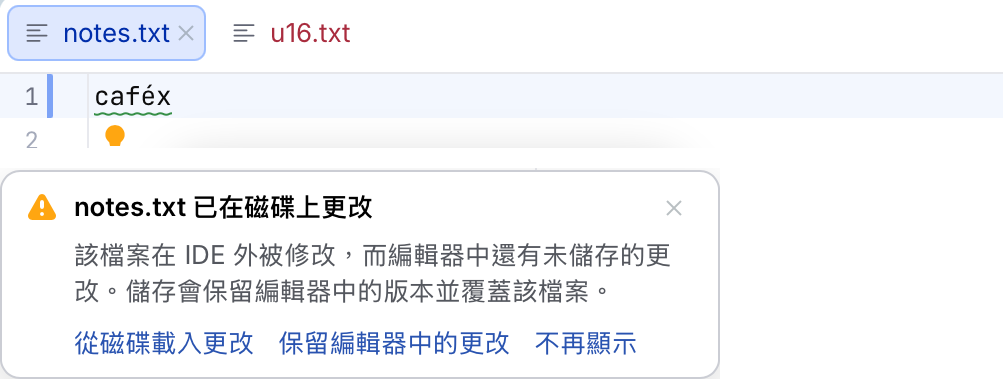 notes.txt u16.txt
1 caféx
2
notes.txt 已在磁碟上更改
該檔案在 IDE 外被修改，而編輯器中還有未儲存的更
改。儲存會保留編輯器中的版本並覆蓋該檔案。
從磁碟載入更改 保留編輯器中的更改 不再顯示